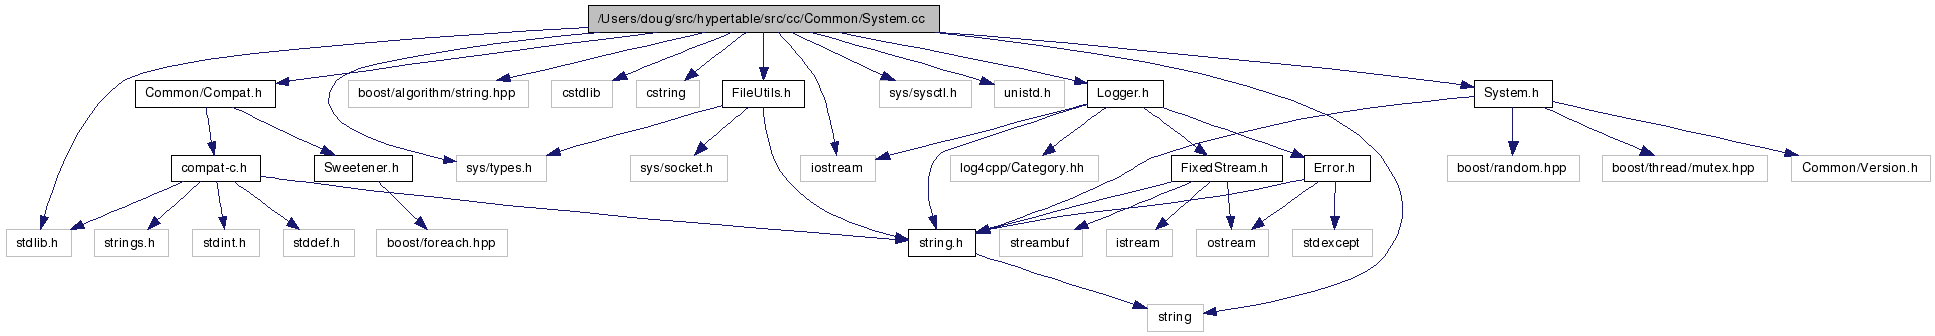 /Users/doug/src/hypertable/src/cc/Common/System.cc
Common/Compat.h
boost/algorithm/string.hpp
cstdlib
cstring
FileUtils.h
sys/sysctl.h
unistd.h
Logger.h
System.h
compat-c.h
Sweetener.h
sys/types.h
sys/socket.h
iostream
log4cpp/Category.hh
FixedStream.h
Error.h
boost/random.hpp
boost/thread/mutex.hpp
Common/Version.h
stdlib.h
strings.h
stdint.h
stddef.h
boost/foreach.hpp
string.h
streambuf
istream
ostream
stdexcept
string